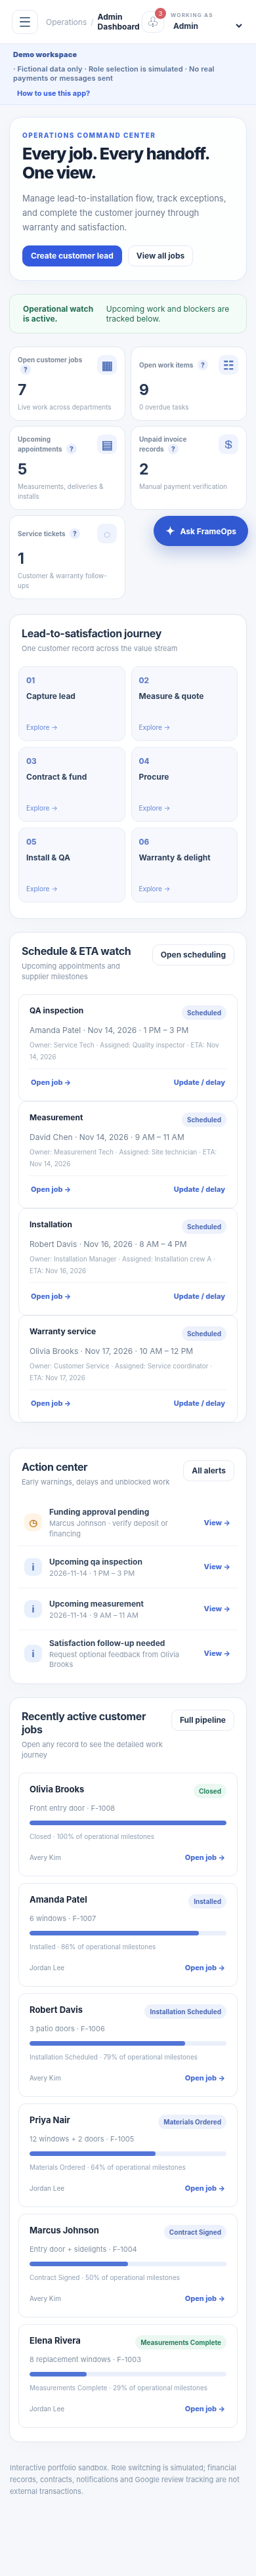 Operations / Admin Dashboard
3
WORKING AS
Admin
Demo workspace
· Fictional data only · Role selection is simulated · No real
payments or messages sent
How to use this app?
OPERATIONS COMMAND CENTER
Every job. Every handoff.
One view.
Manage lead-to-installation flow, track exceptions,
and complete the customer journey through
warranty and satisfaction.
Create customer lead
View all jobs
Operational watch
is active.
Upcoming work and blockers are
tracked below.
Open customer jobs
?
7
Live work across departments
Open work items ?
9
0 overdue tasks
Upcoming
appointments ?
5
Measurements, deliveries &
installs
Unpaid invoice
records ?
$
2
Manual payment verification
Service tickets ?
1
Customer & warranty follow-
ups
Ask FrameOps
Lead-to-satisfaction journey
One customer record across the value stream
01
Capture lead
Explore →
02
Measure & quote
Explore →
03
Contract & fund
Explore →
04
Procure
Explore →
05
Install & QA
Explore →
06
Warranty & delight
Explore →
Schedule & ETA watch
Upcoming appointments and
supplier milestones
Open scheduling
QA inspection
Scheduled
Amanda Patel · Nov 14, 2026 · 1 PM – 3 PM
Owner: Service Tech · Assigned: Quality inspector · ETA: Nov
14, 2026
Open job →
Update / delay
Measurement
Scheduled
David Chen · Nov 14, 2026 · 9 AM – 11 AM
Owner: Measurement Tech · Assigned: Site technician · ETA:
Nov 14, 2026
Open job →
Update / delay
Installation
Scheduled
Robert Davis · Nov 16, 2026 · 8 AM – 4 PM
Owner: Installation Manager · Assigned: Installation crew A ·
ETA: Nov 16, 2026
Open job →
Update / delay
Warranty service
Scheduled
Olivia Brooks · Nov 17, 2026 · 10 AM – 12 PM
Owner: Customer Service · Assigned: Service coordinator ·
ETA: Nov 17, 2026
Open job →
Update / delay
Action center
Early warnings, delays and unblocked work
All alerts
Funding approval pending
Marcus Johnson · verify deposit or
financing
View →
i
Upcoming qa inspection
2026-11-14 · 1 PM – 3 PM
View →
i
Upcoming measurement
2026-11-14 · 9 AM – 11 AM
View →
i
Satisfaction follow-up needed
Request optional feedback from Olivia
Brooks
View →
Recently active customer
jobs
Open any record to see the detailed work
journey
Full pipeline
Olivia Brooks
Closed
Front entry door · F-1008
Closed · 100% of operational milestones
Avery Kim
Open job →
Amanda Patel
Installed
6 windows · F-1007
Installed · 86% of operational milestones
Jordan Lee
Open job →
Robert Davis
Installation Scheduled
3 patio doors · F-1006
Installation Scheduled · 79% of operational milestones
Avery Kim
Open job →
Priya Nair
Materials Ordered
12 windows + 2 doors · F-1005
Materials Ordered · 64% of operational milestones
Jordan Lee
Open job →
Marcus Johnson
Contract Signed
Entry door + sidelights · F-1004
Contract Signed · 50% of operational milestones
Avery Kim
Open job →
Elena Rivera
Measurements Complete
8 replacement windows · F-1003
Measurements Complete · 29% of operational milestones
Jordan Lee
Open job →
Interactive portfolio sandbox. Role switching is simulated; financial
records, contracts, notifications and Google review tracking are not
external transactions.